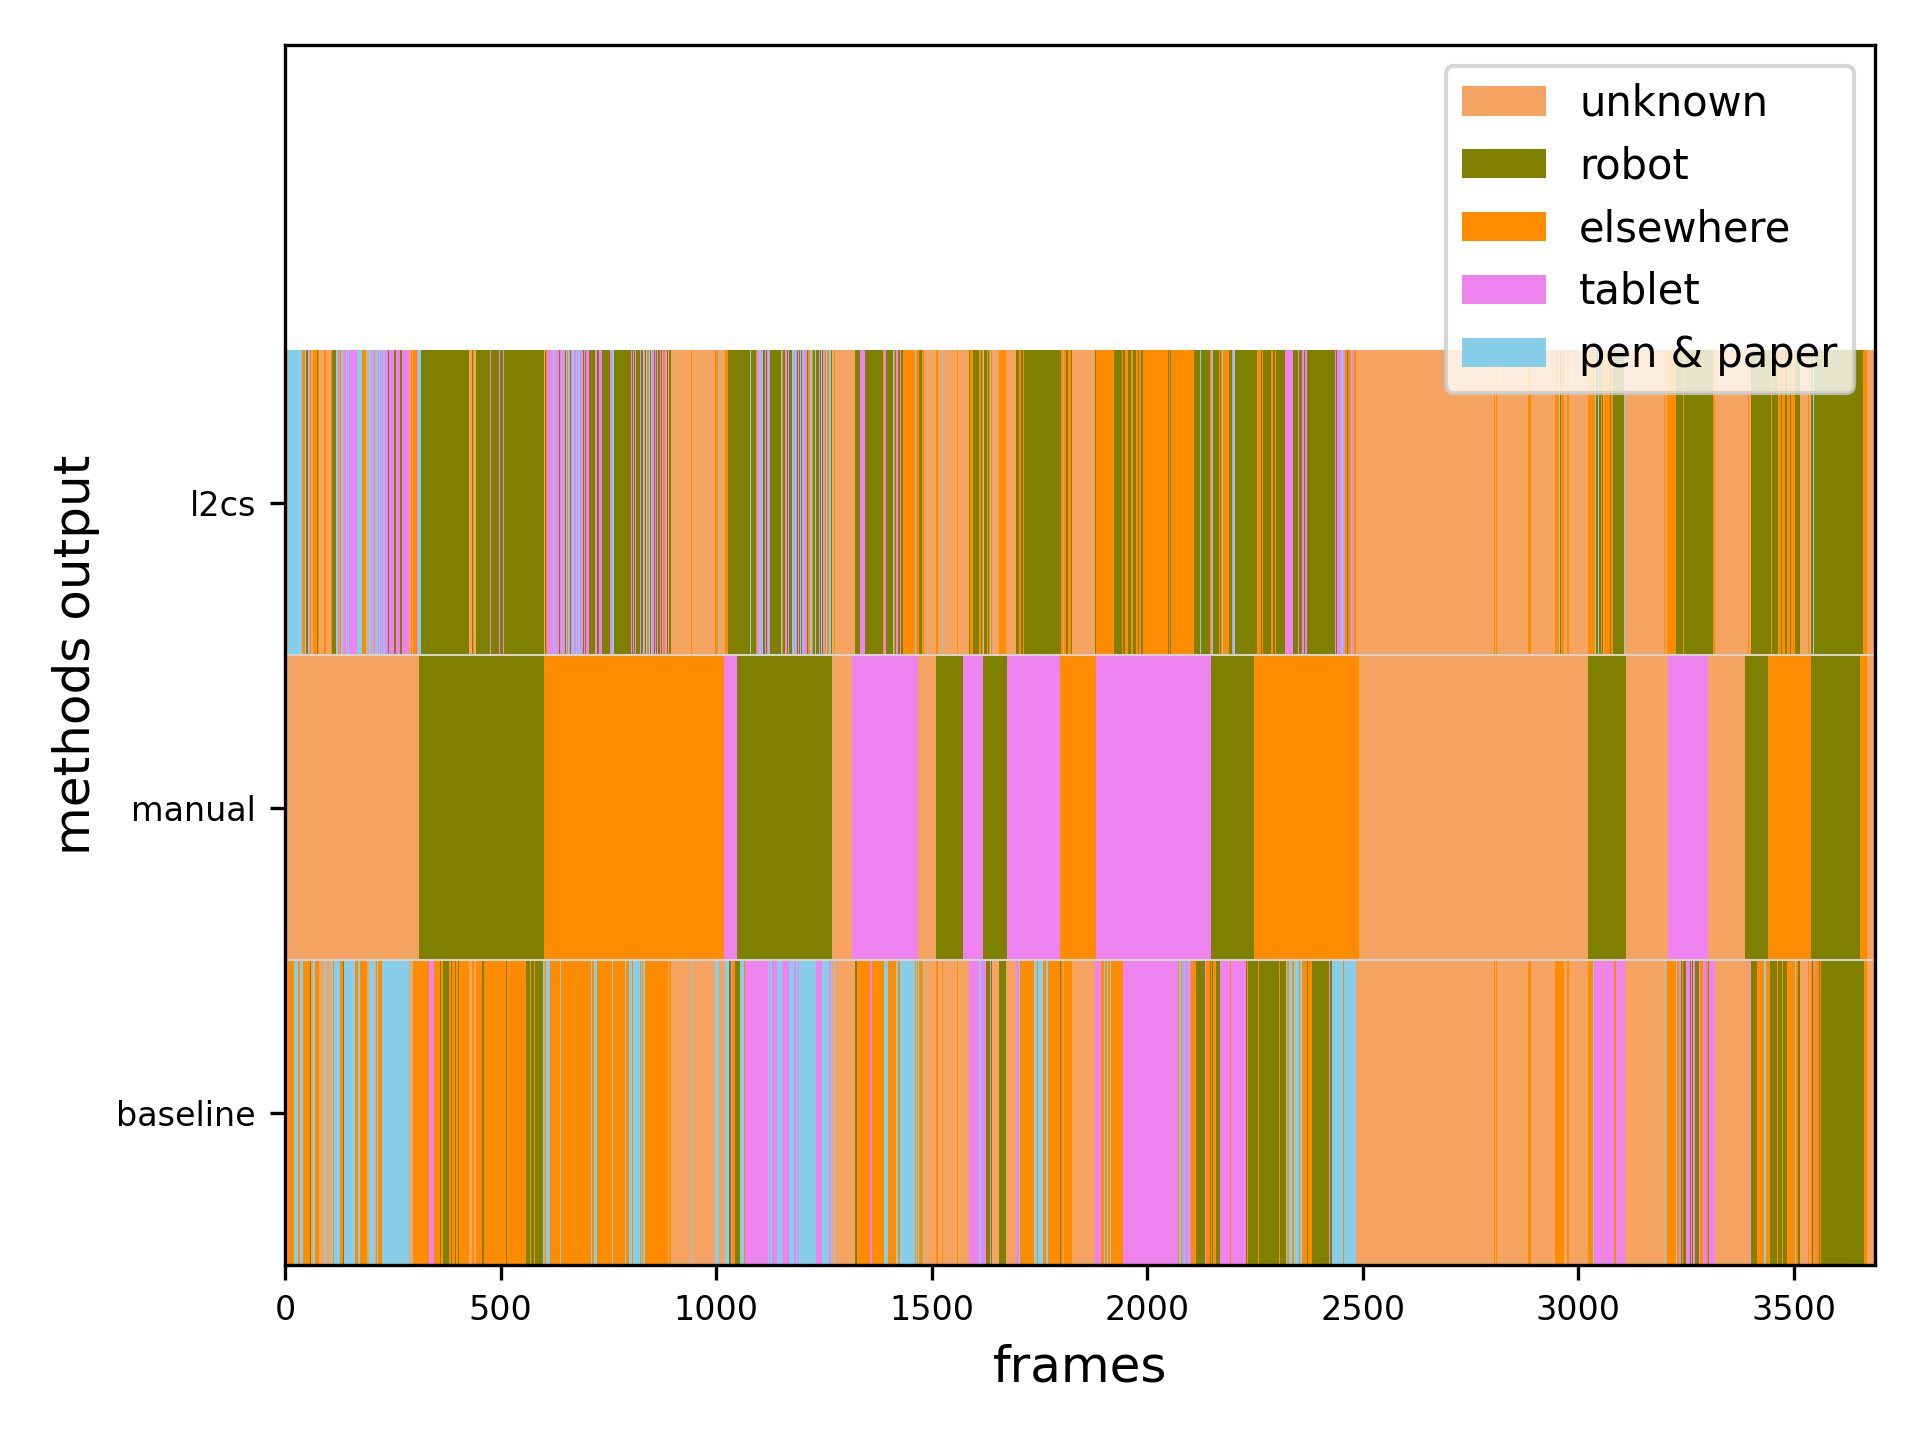 unknown
robot
elsewhere
tablet
pen & paper
methods output
l2cs
manual
baseline
0 500 1000 1500 2000 2500 3000 3500
frames